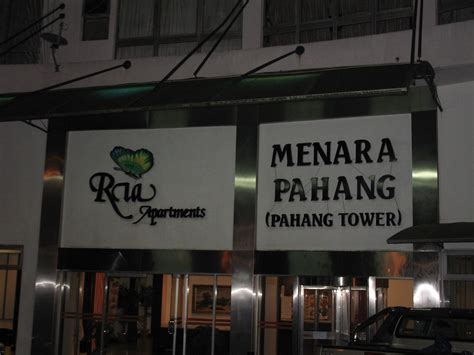 Ria
Apartments
MENARA
PAHANG
(PAHANG TOWER)